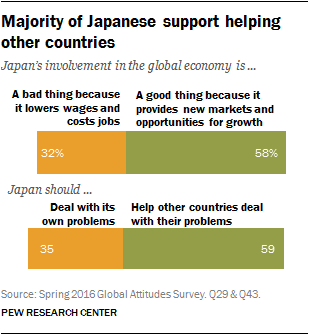 Majority of Japanese support helping
other countries
Japan's involvement in the global economy is ...
A bad thing because
it lowers wages and
costs jobs
A good thing because it
provides new markets and
opportunities for growth
32%
58%
Japan should ...
Deal with its
own problems
Help other countries deal
with their problems
35
59
Source: Spring 2016 Global Attitudes Survey. Q29 & Q43.
PEW RESEARCH CENTER